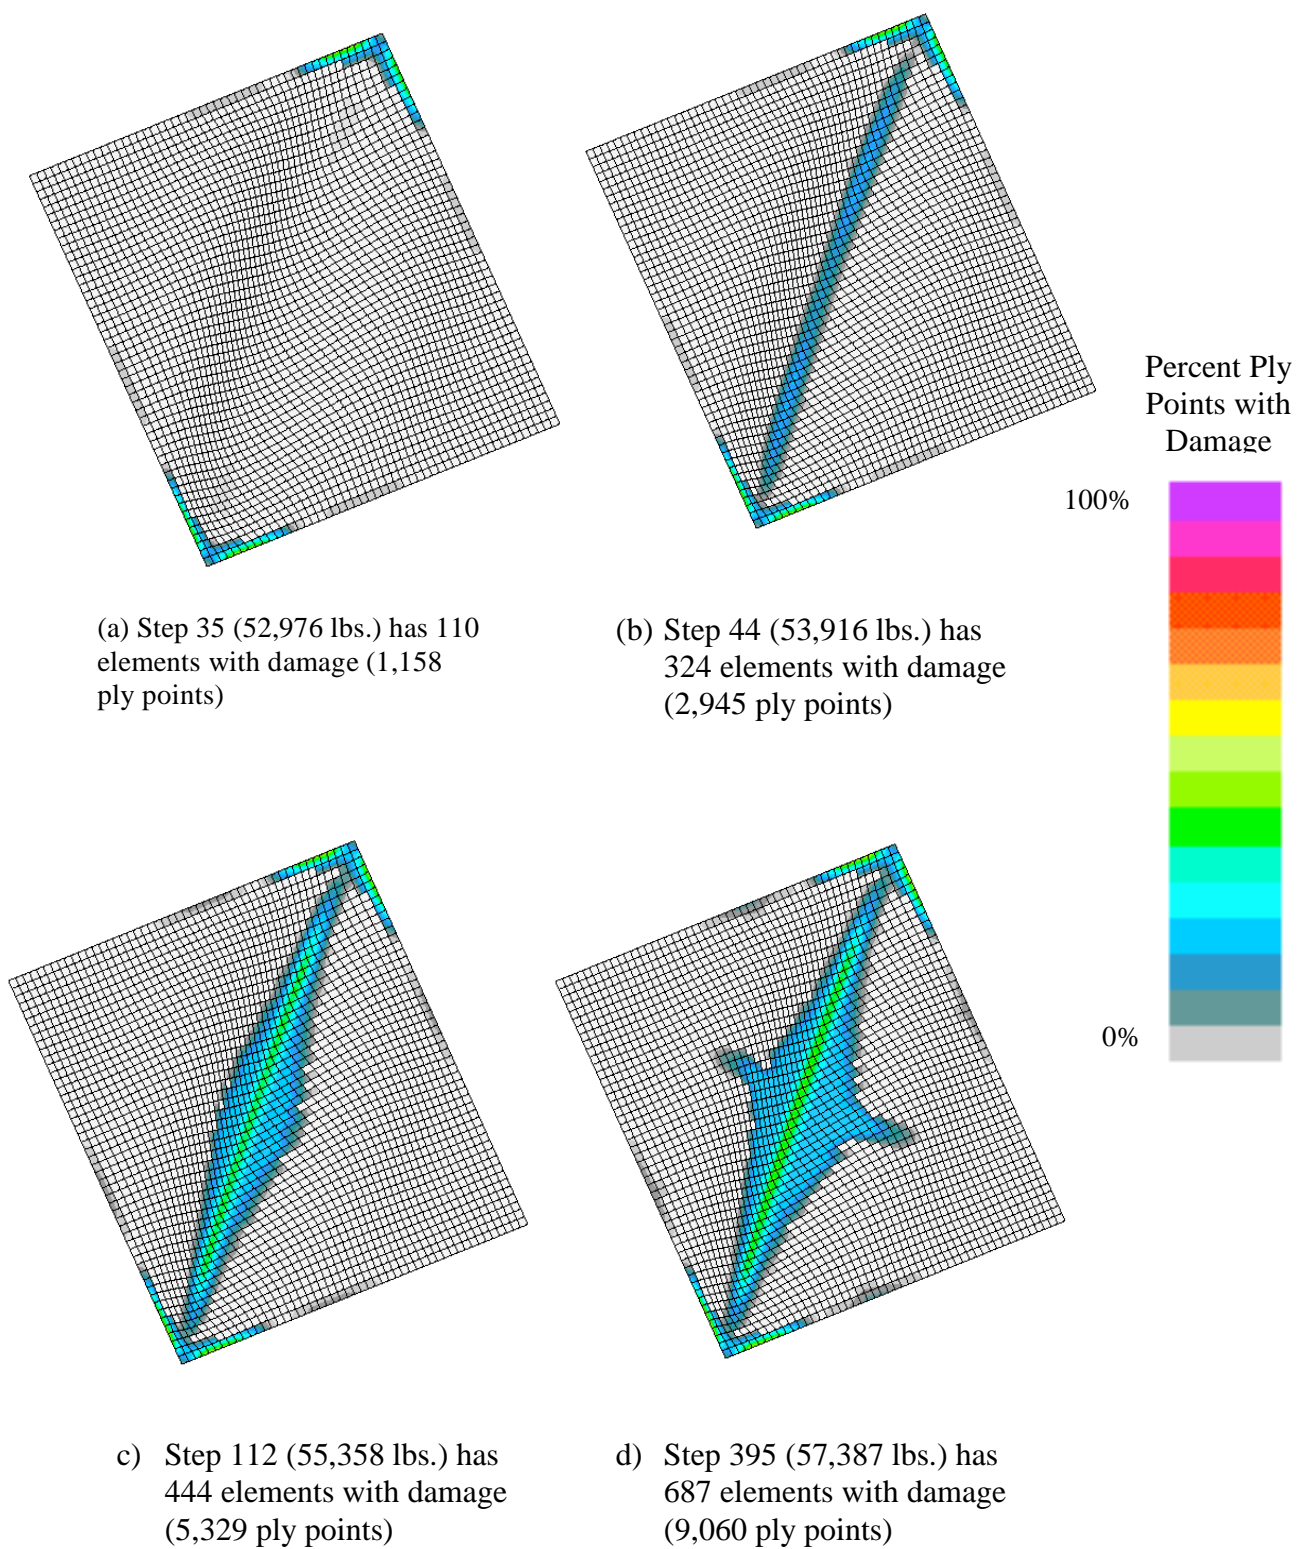 (a) Step 35 (52,976 lbs.) has 110
elements with damage (1,158
ply points)
(b) Step 44 (53,916 lbs.) has
324 elements with damage
(2,945 ply points)
Percent Ply
Points with
Damage
100%
0%
c) Step 112 (55,358 lbs.) has
444 elements with damage
(5,329 ply points)
d) Step 395 (57,387 lbs.) has
687 elements with damage
(9,060 ply points)